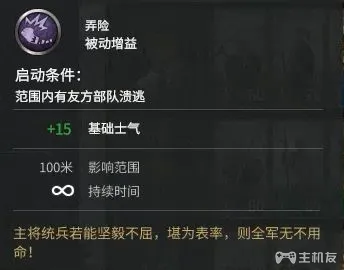 弄险
被动增益
启动条件：
范围内有友方部队溃逃
+15 基础士气
100米 影响范围
∞ 持续时间
主将统兵若能坚毅不屈，堪为表率，则全军无不用
命！
主机友